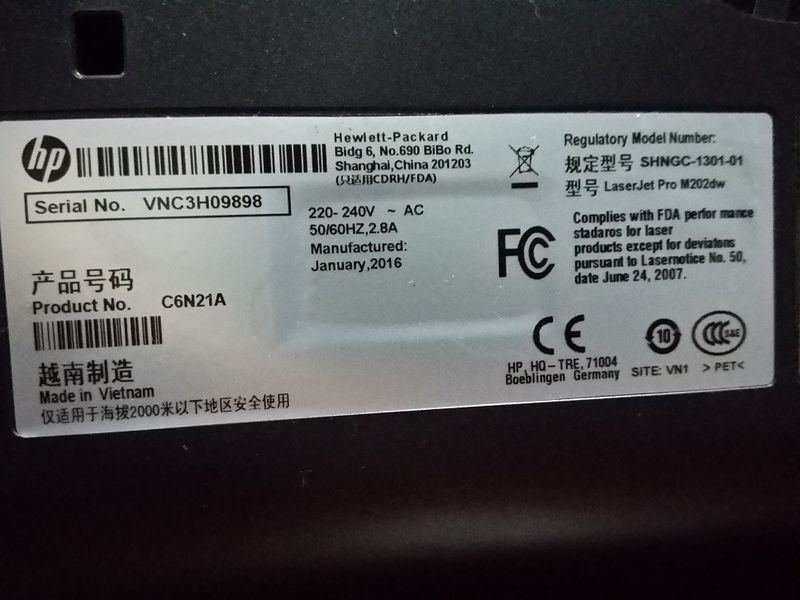 hp
Serial No. VNC3H09898
产品号码
Product No. C6N21A
越南制造
Made in Vietnam
仅适用于海拔2000米以下地区安全使用
Hewlett-Packard
Bidg 6, No.690 BiBo Rd.
Shanghai,China 201203
(只适用CDRH/FDA)
220- 240V ~ AC
50/60HZ,2.8A
Manufactured:
January,2016
Regulatory Model Number:
规定型号 SHNGC-1301-01
型号 LaserJet Pro M202dw
FC
Complies with FDA perfor mance
stadaros for laser
products except for deviatons
pursuant to Lasernotice No. 50,
date June 24, 2007.
CE
HP, HQ-TRE, 71004
Boeblingen Germany
10
CCC S&E
SITE: VN1 >PET<